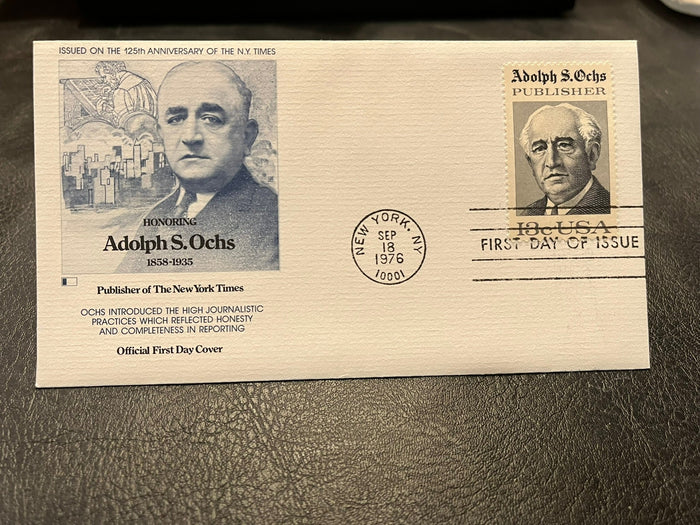 ISSUED ON THE 125th ANNIVERSARY OF THE N.Y. TIMES
HONORING
Adolph S. Ochs
1858-1935
Publisher of The New York Times
OCHS INTRODUCED THE HIGH JOURNALISTIC
PRACTICES WHICH REFLECTED HONESTY
AND COMPLETENESS IN REPORTING
Official First Day Cover
NEW YORK, NY
SEP
18
1976
10001
Adolph S. Ochs
PUBLISHER
13c USA
FIRST DAY OF ISSUE